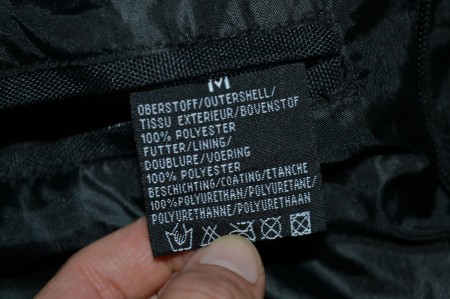 M
OBERSTOFF/OUTERSHELL/
TISSU EXTERIEUR/BOVENSTOF
100% POLYESTER
FUTTER/LINING/
DOUBLURE/VOERING
100% POLYESTER
BESCHICHTING/COATING/ETANCHE
100%POLYURETHAN/POLYURETANE/
POLYURETHANNE/POLYURETHAAN